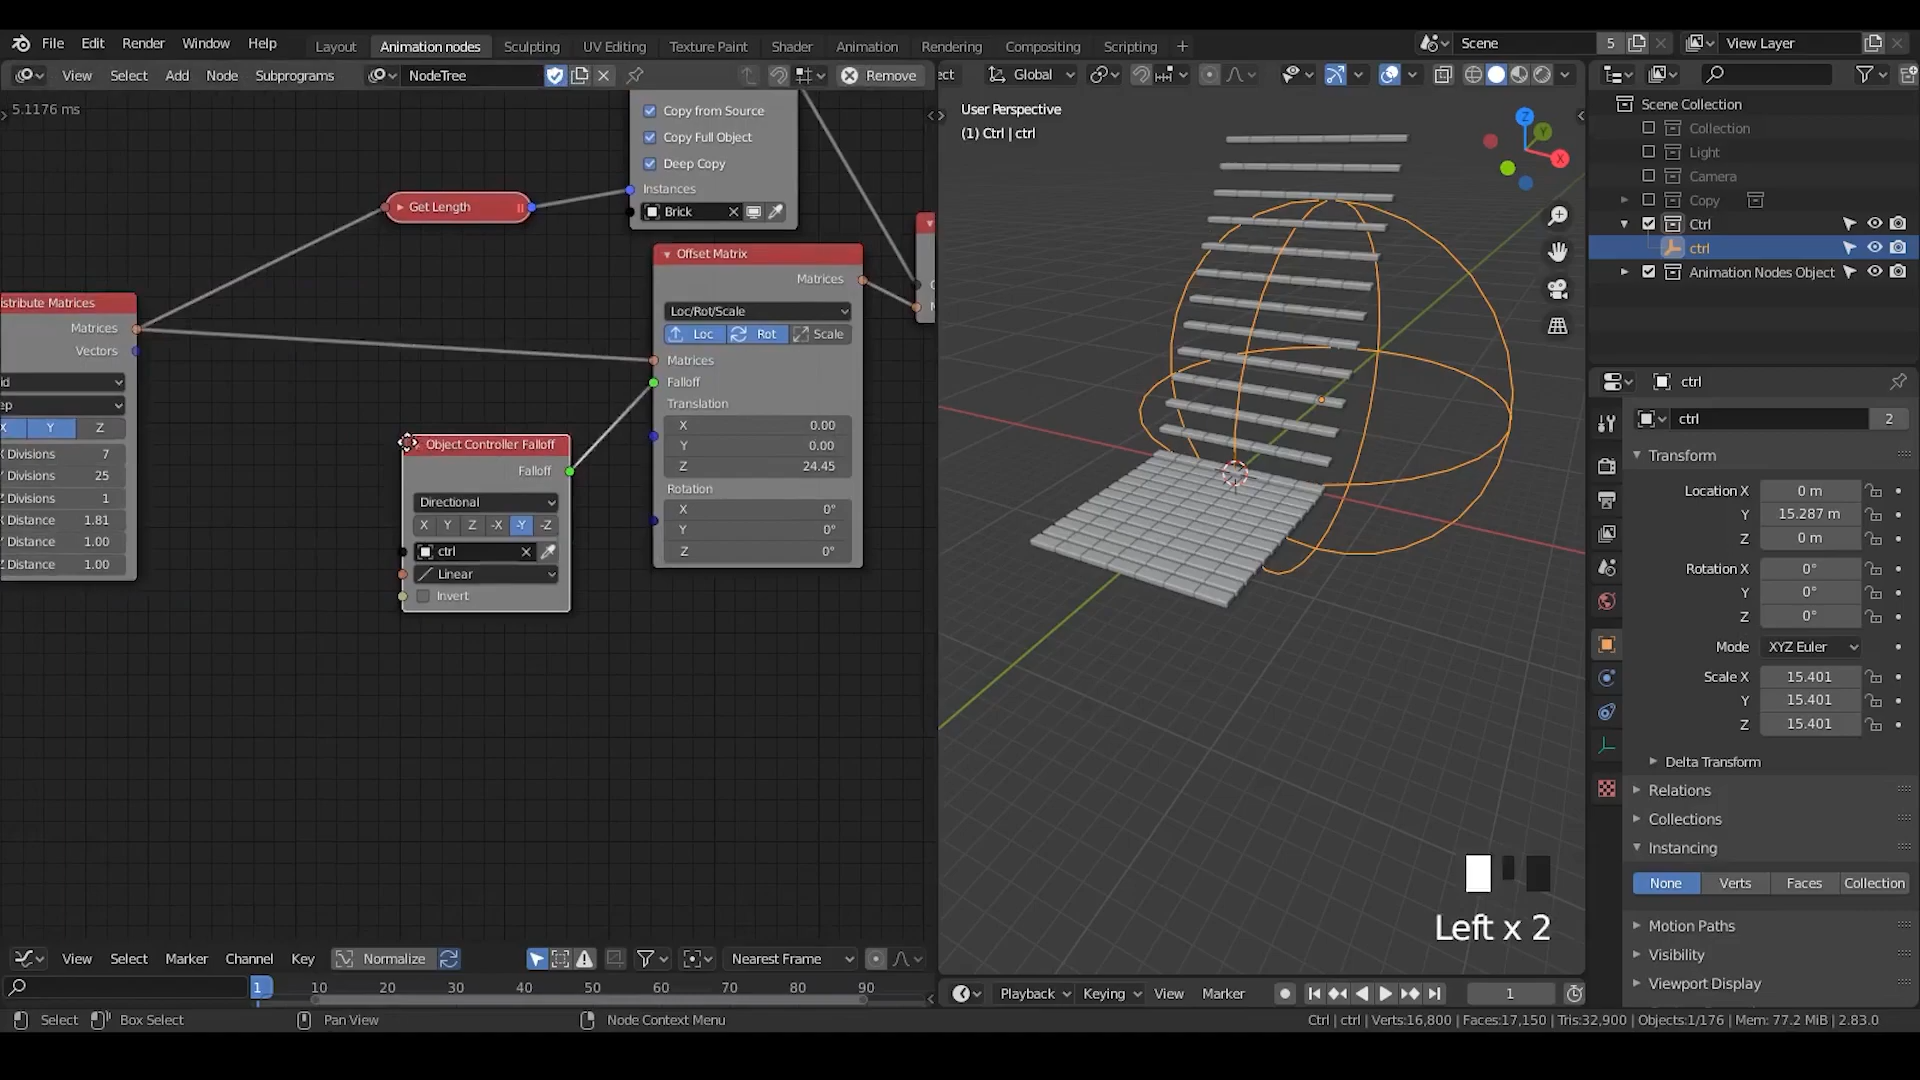 File Edit Render Window Help
Layout Animation nodes Sculpting UV Editing Texture Paint Shader Animation Rendering Compositing Scripting +
Scene 5 View Layer
View Select Add Node Subprograms NodeTree Remove
ect Global
5.1176 ms
Copy from Source
Copy Full Object
Deep Copy
Instances
Brick
Get Length
Offset Matrix
Matrices
Loc/Rot/Scale
Loc Rot Scale
Matrices
Falloff
Translation
X 0.00
Y 0.00
Z 24.45
Rotation
X 0°
Y 0°
Z 0°
istribute Matrices
Matrices
Vectors
id
ep
X Y Z
X Divisions 7
Y Divisions 25
Z Divisions 1
X Distance 1.81
Y Distance 1.00
Z Distance 1.00
Object Controller Falloff
Falloff
Directional
X Y Z -X -Y -Z
ctrl
Linear
Invert
User Perspective
(1) Ctrl | ctrl
Z
Y
X
Left x 2
Scene Collection
Collection
Light
Camera
Copy
Ctrl
ctrl
Animation Nodes Object
ctrl
ctrl 2
Transform
Location X 0 m
Y 15.287 m
Z 0 m
Rotation X 0°
Y 0°
Z 0°
Mode XYZ Euler
Scale X 15.401
Y 15.401
Z 15.401
Delta Transform
Relations
Collections
Instancing
None Verts Faces Collection
Motion Paths
Visibility
Viewport Display
View Select Marker Channel Key Normalize Nearest Frame
1 10 20 30 40 50 60 70 80 90
Playback Keying View Marker 1
Select Box Select Pan View Node Context Menu
Ctrl | ctrl | Verts:16,800 | Faces:17,150 | Tris:32,900 | Objects:1/176 | Mem: 77.2 MiB | 2.83.0